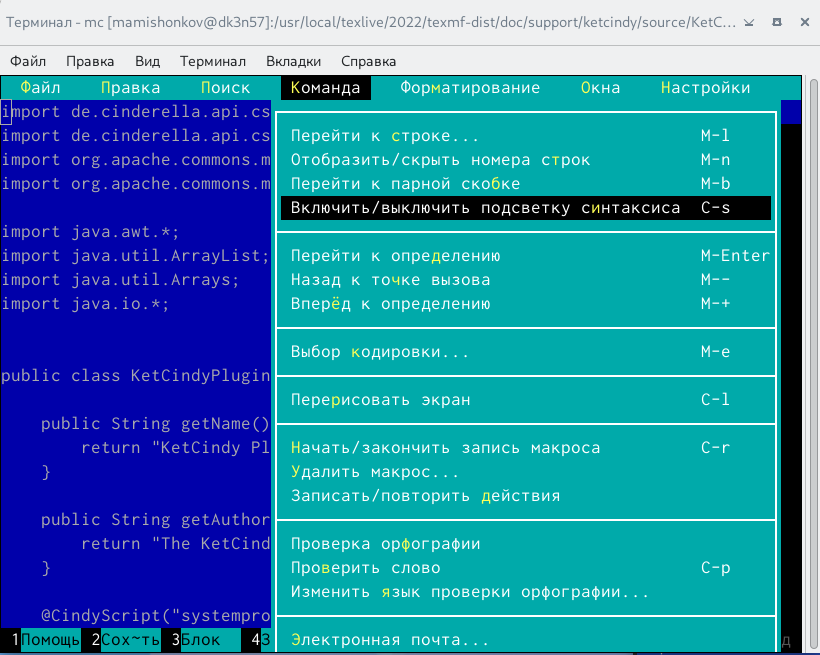 Терминал - mc [mamishonkov@dk3n57]:/usr/local/texlive/2022/texmf-dist/doc/support/ketcindy/source/KetC...
Файл Правка Вид Терминал Вкладки Справка
Файл Правка Поиск Команда Форматирование Окна Настройки
import de.cinderella.api.cs
import de.cinderella.api.cs Перейти к строке... M-l
import org.apache.commons.m Отобразить/скрыть номера строк M-n
import org.apache.commons.m Перейти к парной скобке M-b
Включить/выключить подсветку синтаксиса C-s
import java.awt.*;
import java.util.ArrayList; Перейти к определению M-Enter
import java.util.Arrays; Назад к точке вызова M--
import java.io.*; Вперёд к определению M-+
Выбор кодировки... M-e
public class KetCindyPlugin
Перерисовать экран C-l
public String getName()
return "KetCindy Pl Начать/закончить запись макроса C-r
} Удалить макрос...
Записать/повторить действия
public String getAuthor
return "The KetCind Проверка орфографии
} Проверить слово C-p
Изменить язык проверки орфографии...
@CindyScript("systempro
1Помощь 2Сох~ть 3Блок 4З Электронная почта... д